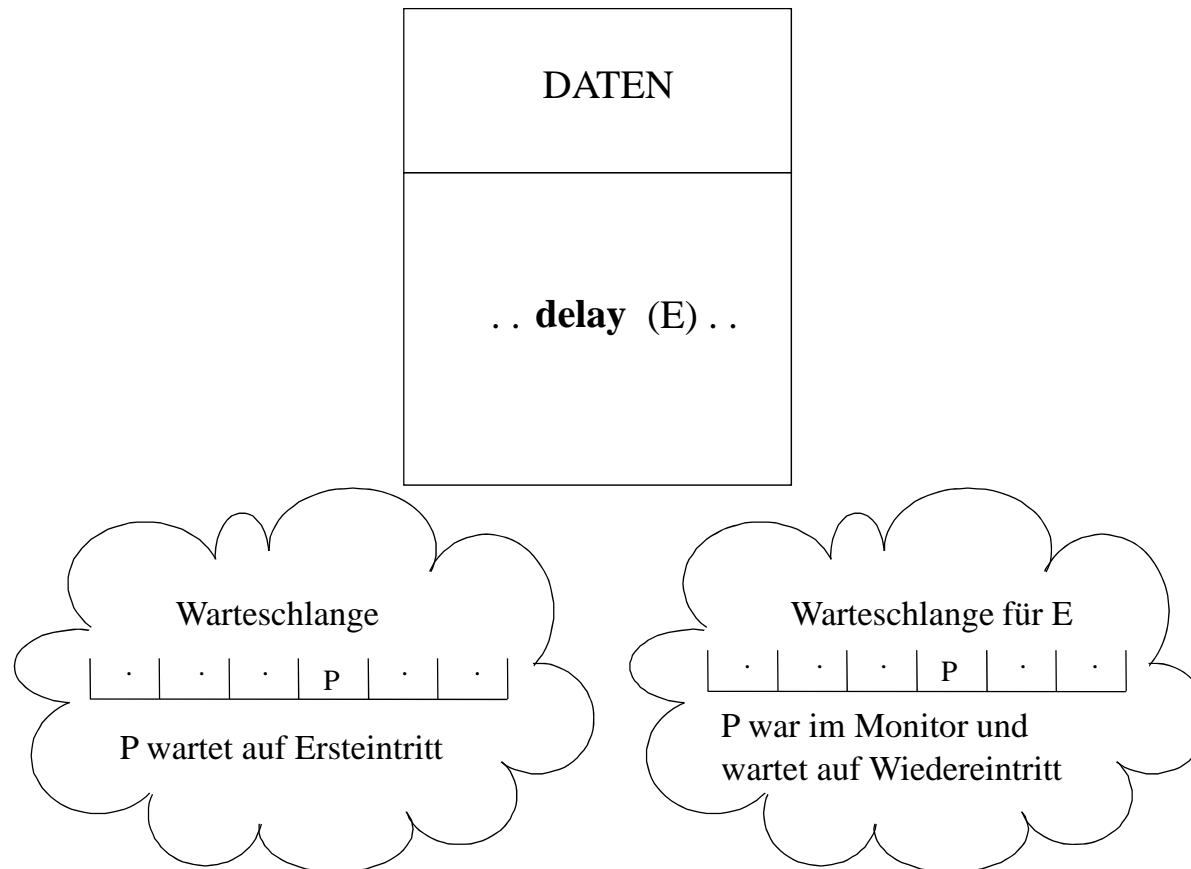 DATEN
. . delay (E) . .
Warteschlange
. . . P . .
P wartet auf Ersteintritt
Warteschlange für E
. . . P . .
P war im Monitor und
wartet auf Wiedereintritt